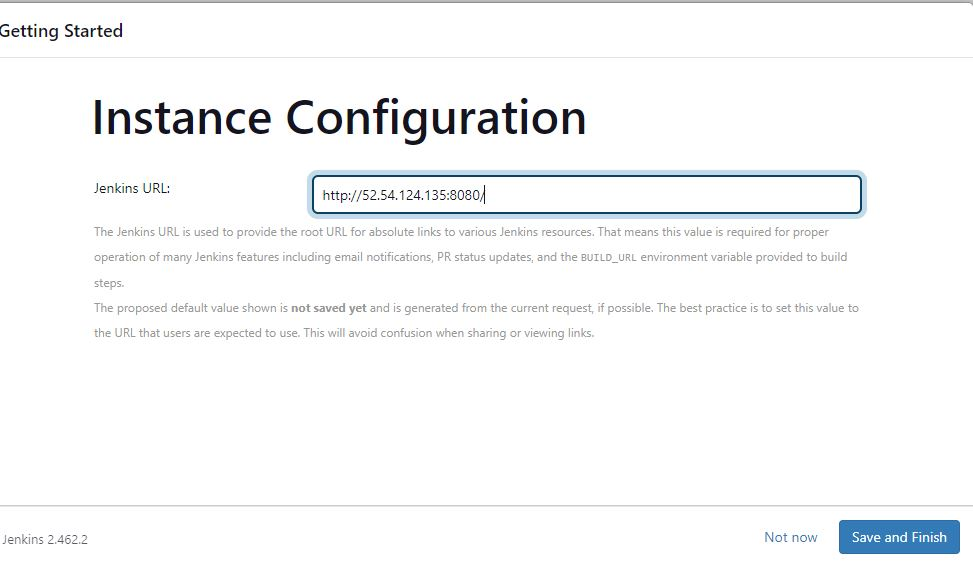 Getting Started
Instance Configuration
Jenkins URL:
http://52.54.124.135:8080/
The Jenkins URL is used to provide the root URL for absolute links to various Jenkins resources. That means this value is required for proper
operation of many Jenkins features including email notifications, PR status updates, and the BUILD_URL environment variable provided to build
steps.
The proposed default value shown is not saved yet and is generated from the current request, if possible. The best practice is to set this value to
the URL that users are expected to use. This will avoid confusion when sharing or viewing links.
Jenkins 2.462.2
Not now
Save and Finish